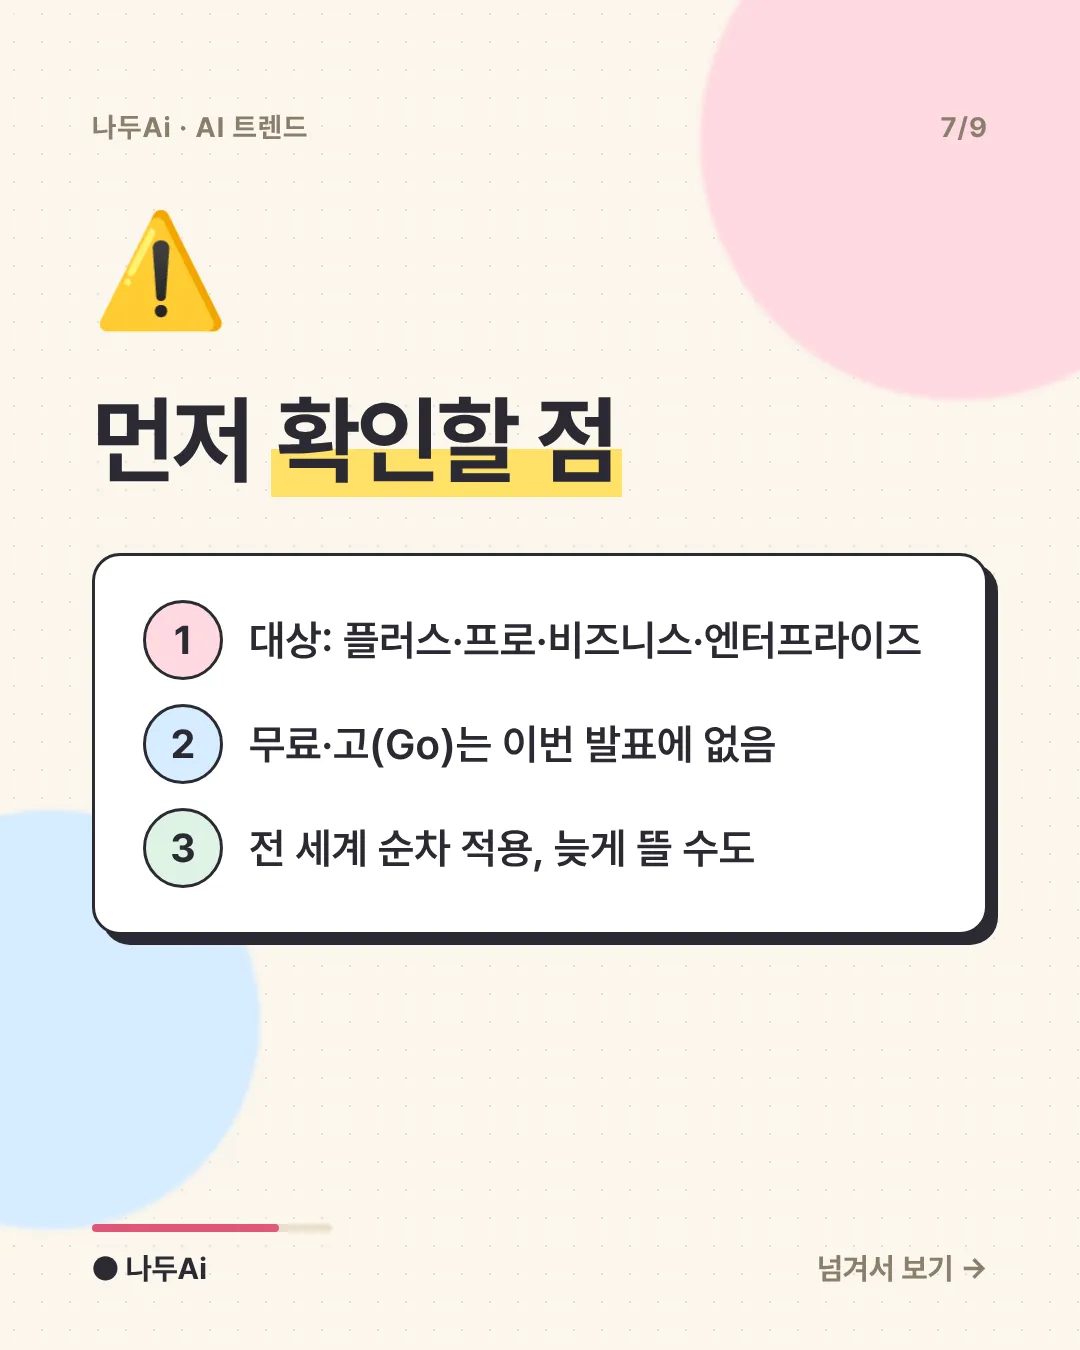 나두Ai · AI 트렌드
7/9
먼저 확인할 점
1 대상: 플러스·프로·비즈니스·엔터프라이즈
2 무료·고(Go)는 이번 발표에 없음
3 전 세계 순차 적용, 늦게 뜰 수도
나두Ai
넘겨서 보기 →